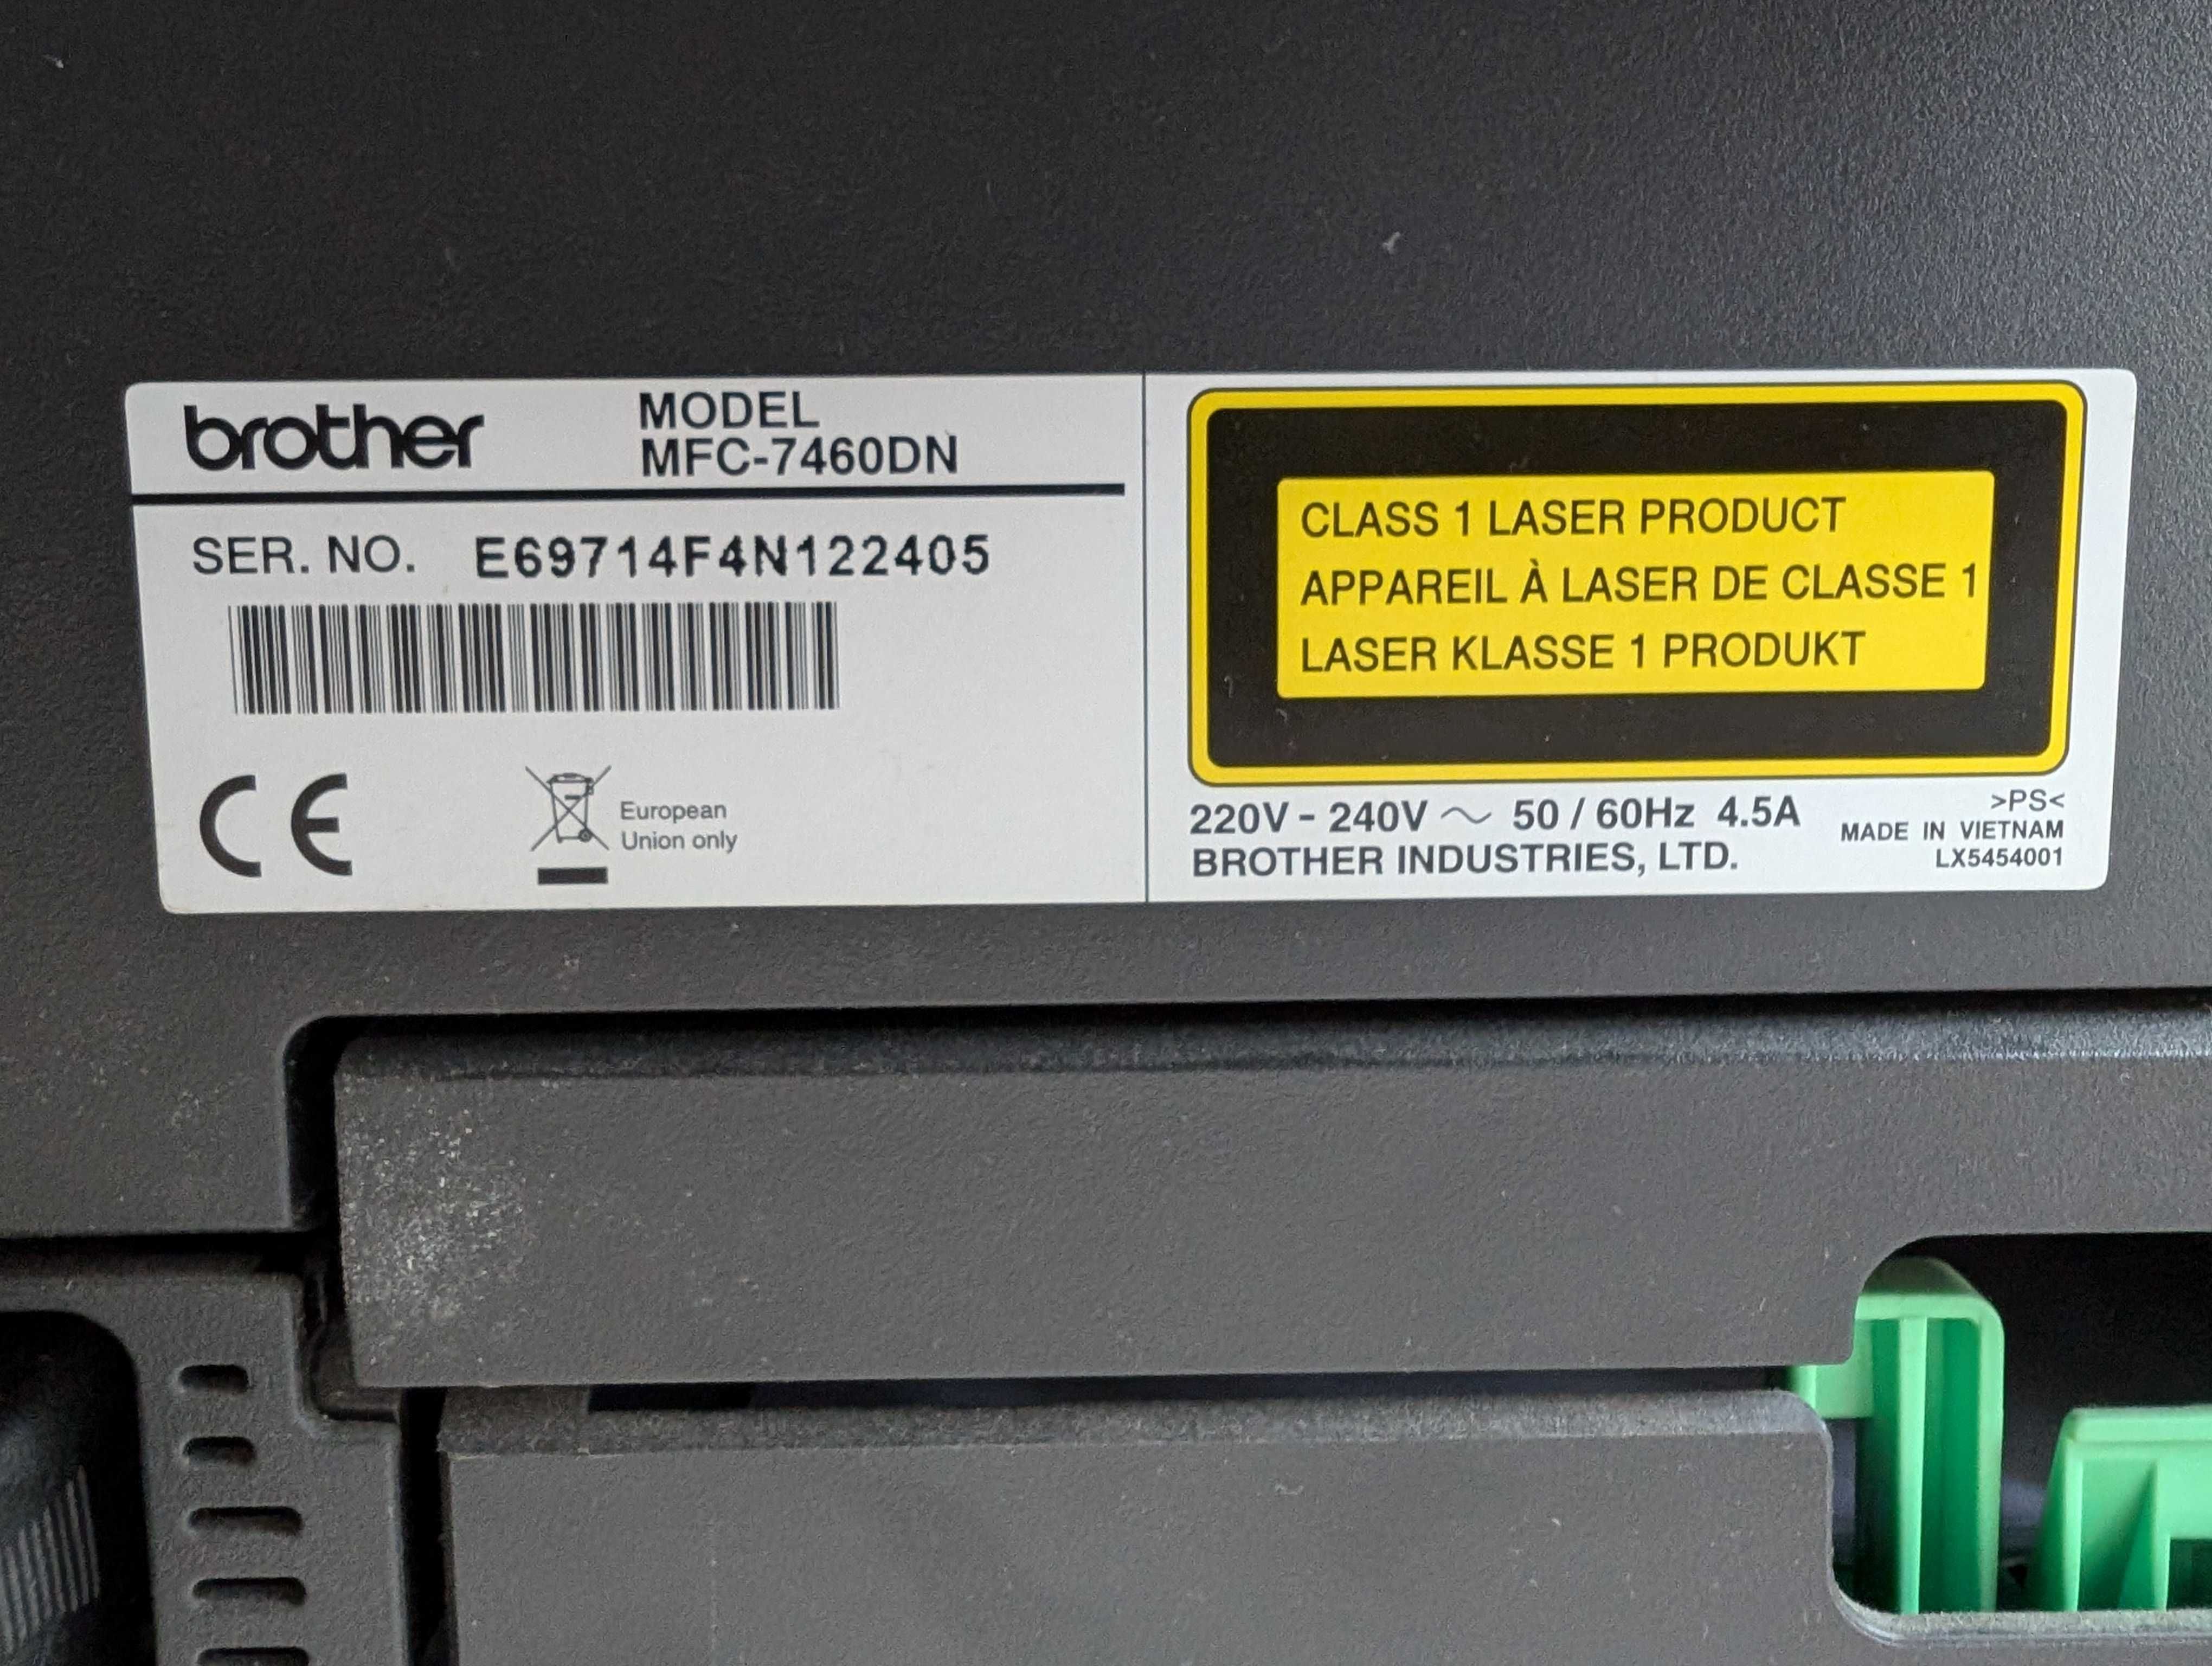 brother
MODEL
MFC-7460DN
SER. NO. E69714F4N122405
CE
European
Union only
CLASS 1 LASER PRODUCT
APPAREIL À LASER DE CLASSE 1
LASER KLASSE 1 PRODUKT
220V - 240V ~ 50 / 60Hz 4.5A
BROTHER INDUSTRIES, LTD.
>PS<
MADE IN VIETNAM
LX5454001